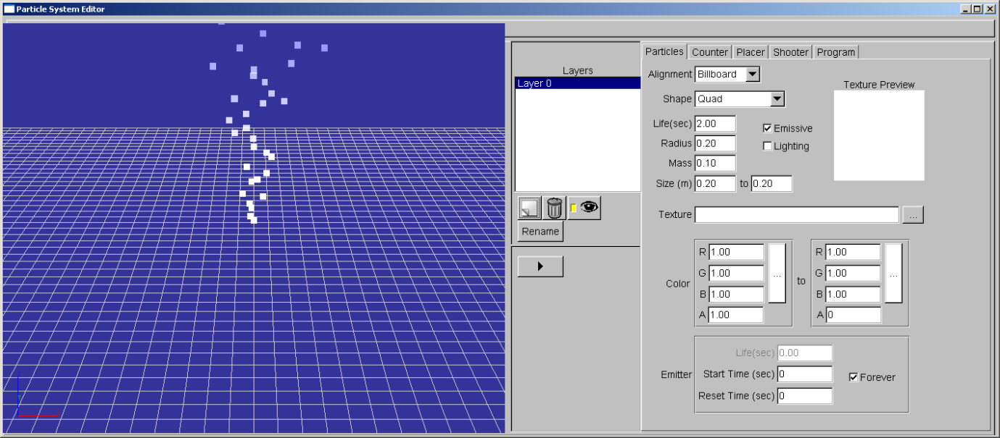 Particle System Editor
Layers
Layer 0
Rename
Particles Counter Placer Shooter Program
Alignment Billboard
Shape Quad
Texture Preview
Life(sec) 2.00
Emissive
Radius 0.20
Lighting
Mass 0.10
Size (m) 0.20 to 0.20
Texture ...
Color
R 1.00
G 1.00
B 1.00
A 1.00
...
to
R 1.00
G 1.00
B 1.00
A 0
...
Emitter
Life(sec) 0.00
Start Time (sec) 0
Reset Time (sec) 0
Forever